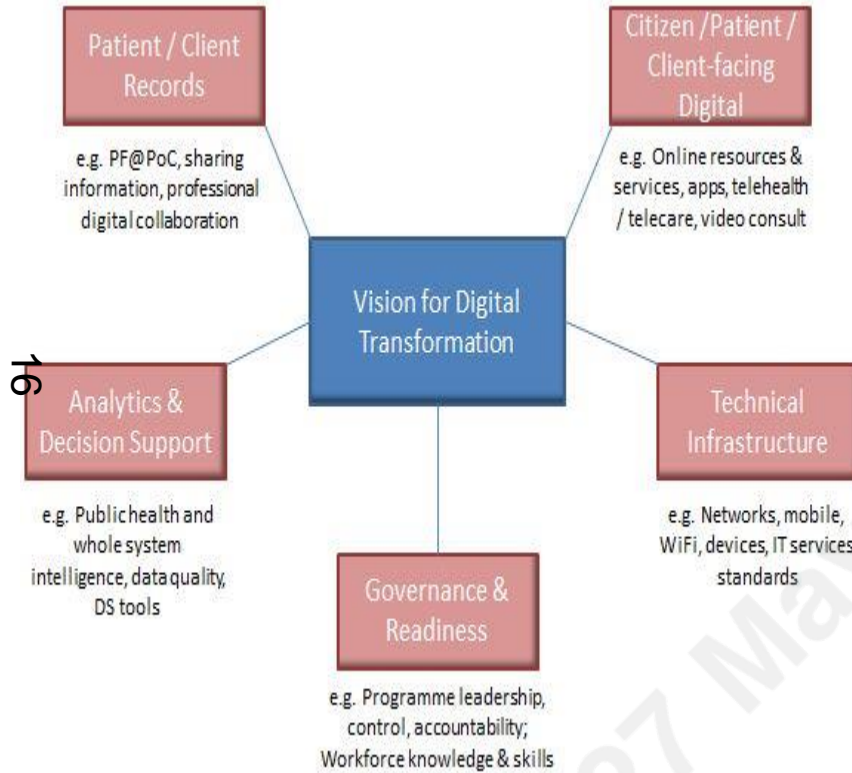 Patient / Client
Records
e.g. PF@PoC, sharing
information, professional
digital collaboration
Citizen /Patient /
Client-facing
Digital
e.g. Online resources &
services, apps, telehealth
/ telecare, video consult
Vision for Digital
Transformation
16
Analytics &
Decision Support
e.g. Public health and
whole system
intelligence, data quality,
DS tools
Technical
Infrastructure
e.g. Networks, mobile,
WiFi, devices, IT services
standards
Governance &
Readiness
e.g. Programme leadership,
control, accountability;
Workforce knowledge & skills
27 May